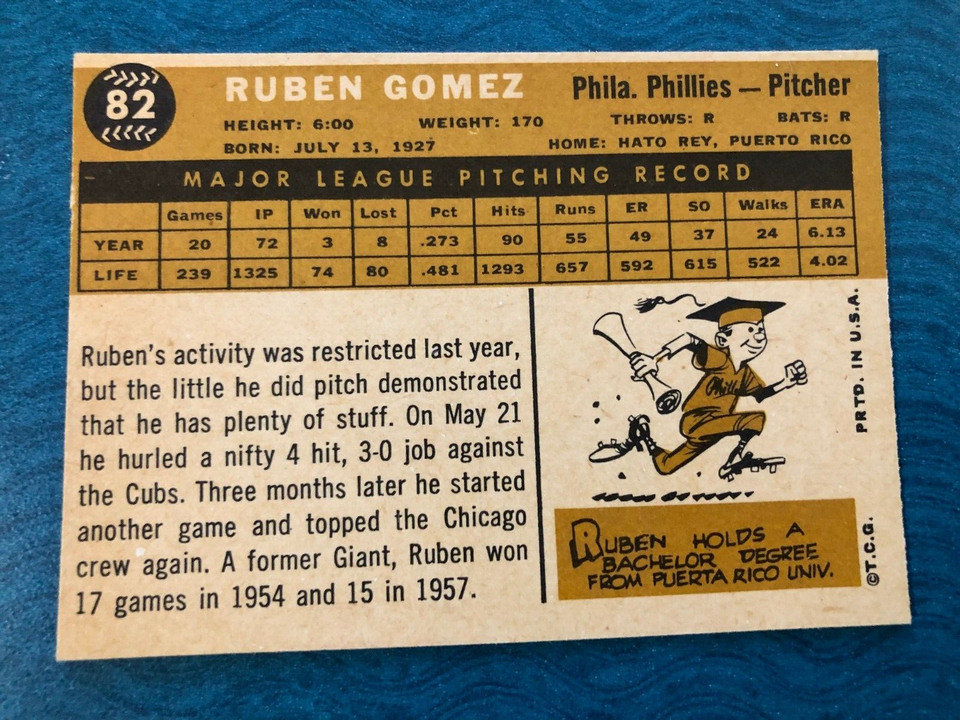 82
RUBEN GOMEZ Phila. Phillies — Pitcher
HEIGHT: 6:00 WEIGHT: 170 THROWS: R BATS: R
BORN: JULY 13, 1927 HOME: HATO REY, PUERTO RICO
MAJOR LEAGUE PITCHING RECORD
Games IP Won Lost Pct Hits Runs ER SO Walks ERA
YEAR 20 72 3 8 .273 90 55 49 37 24 6.13
LIFE 239 1325 74 80 .481 1293 657 592 615 522 4.02
Ruben's activity was restricted last year,
but the little he did pitch demonstrated
that he has plenty of stuff. On May 21
he hurled a nifty 4 hit, 3-0 job against
the Cubs. Three months later he started
another game and topped the Chicago
crew again. A former Giant, Ruben won
17 games in 1954 and 15 in 1957.
Phills
RUBEN HOLDS A
BACHELOR DEGREE
FROM PUERTA RICO UNIV.
©T.C.G. PRTD. IN U.S.A.